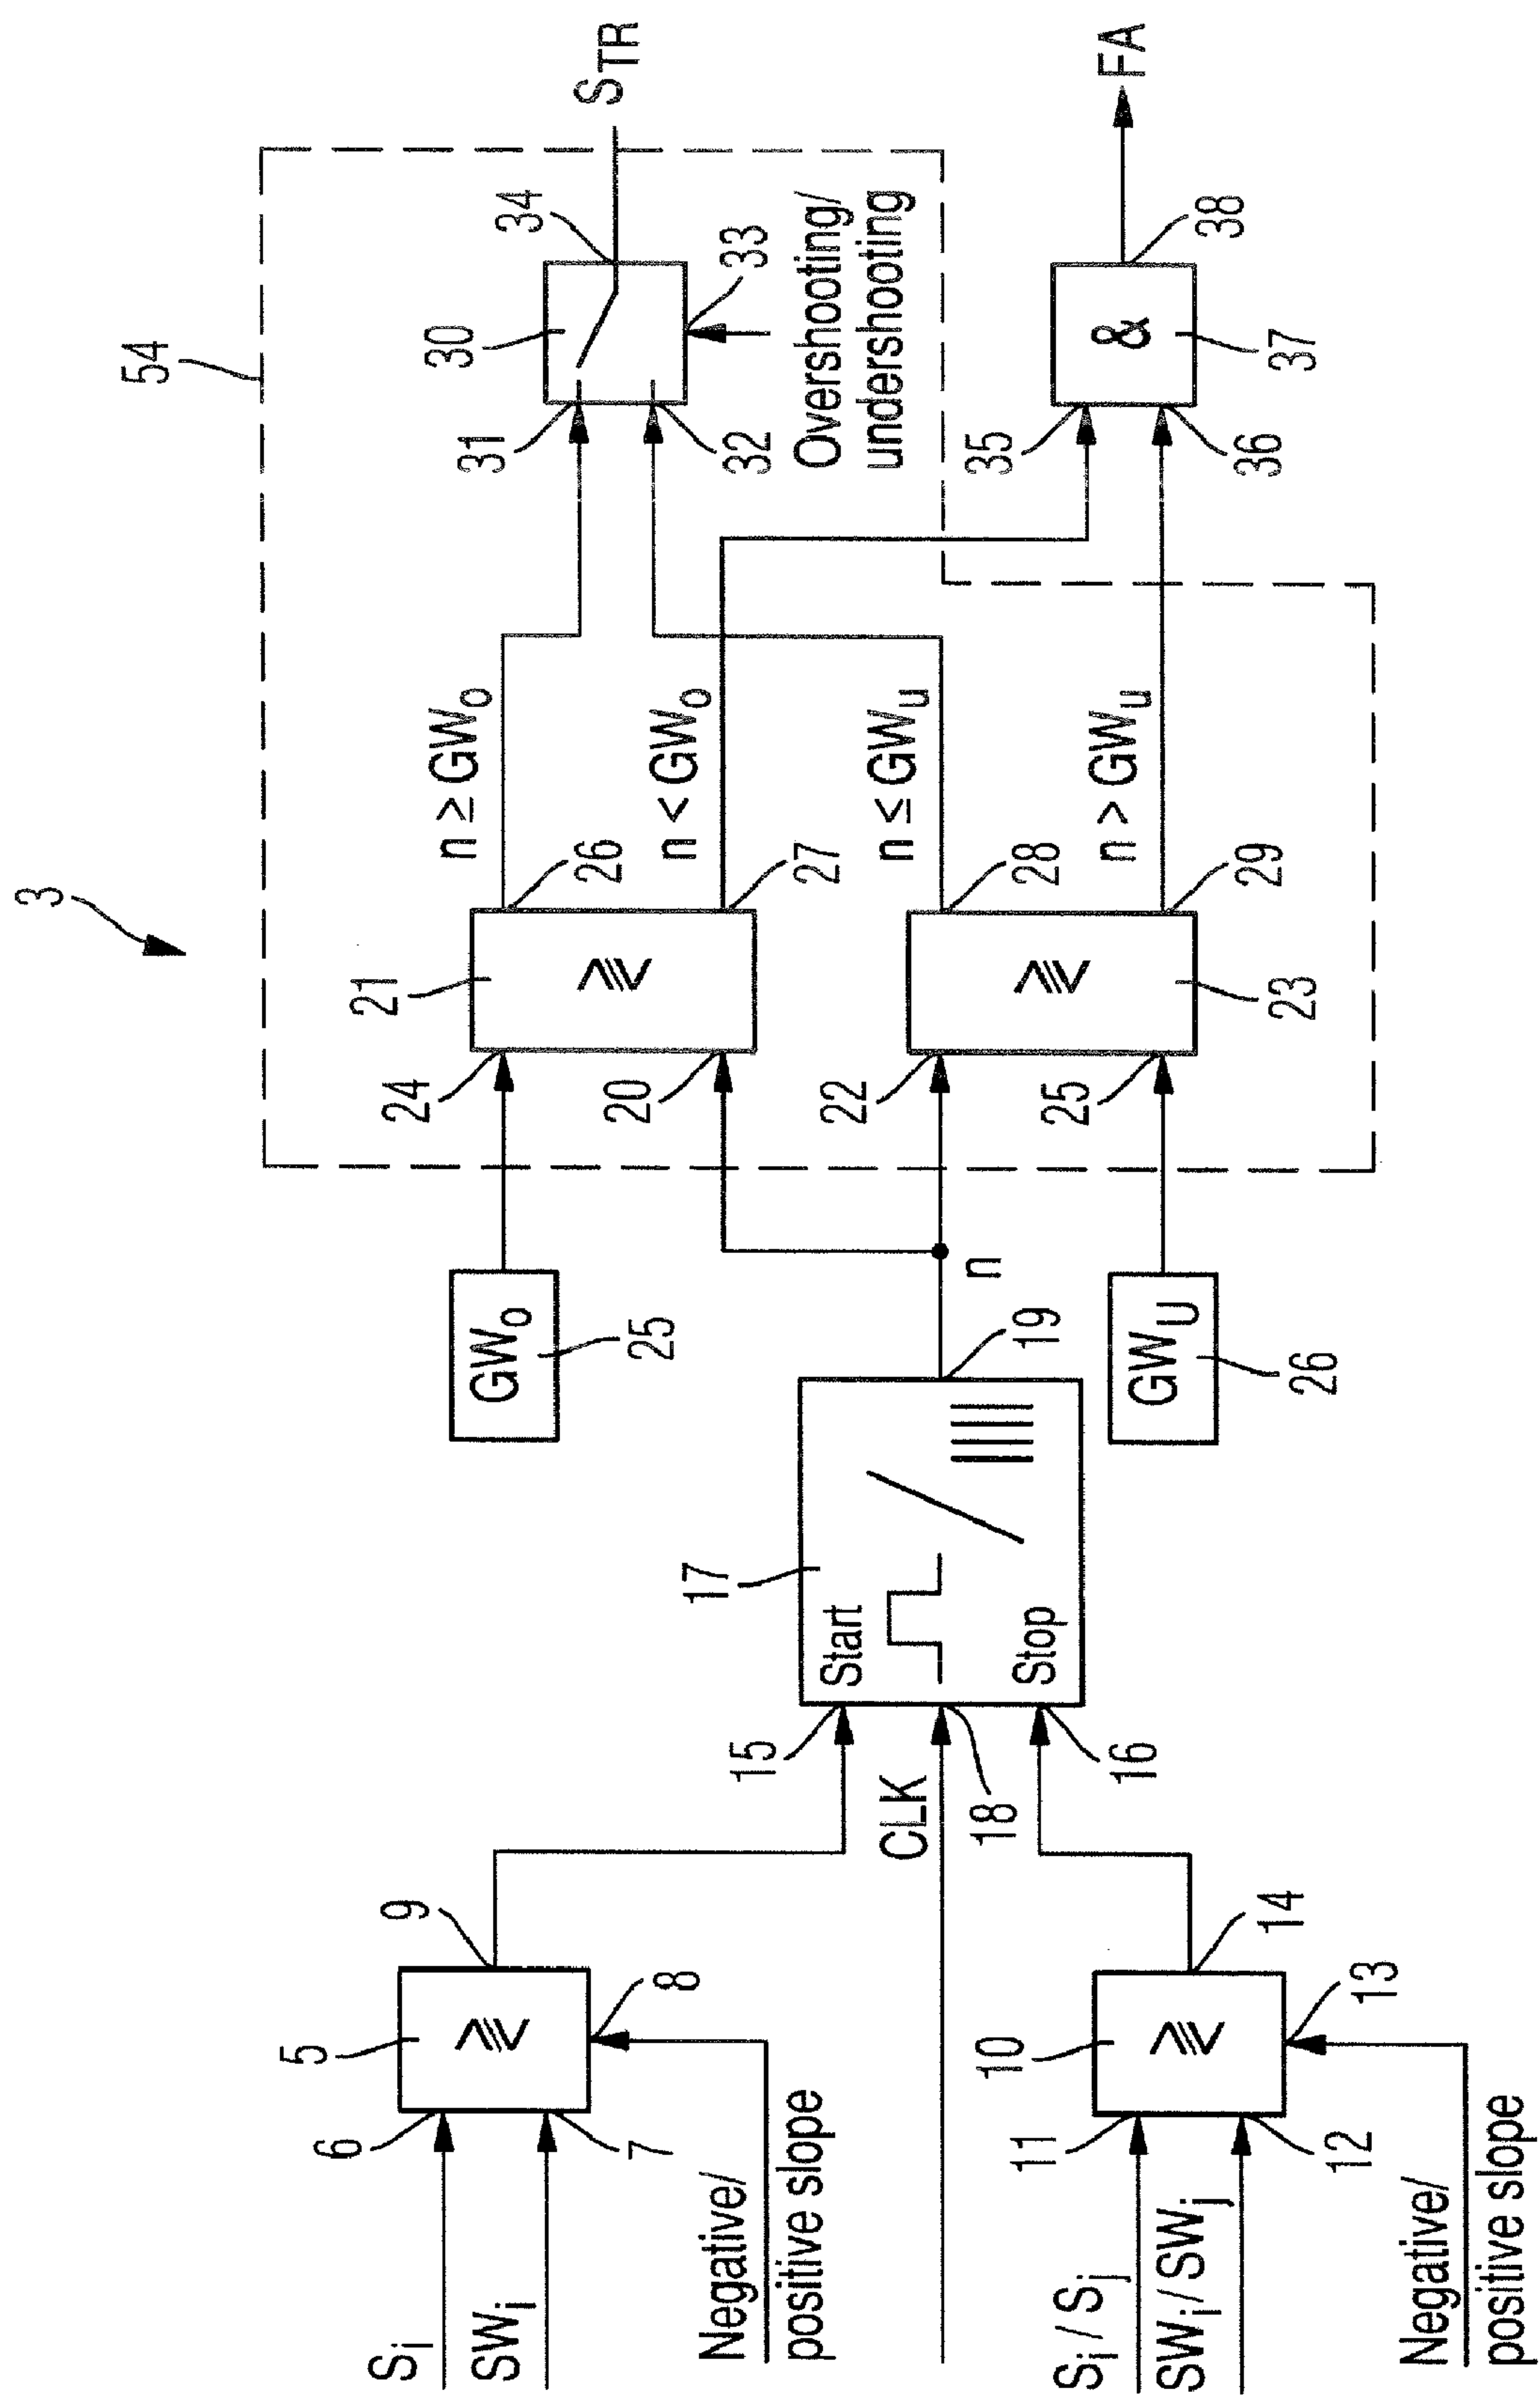 3
54
S_TR
34
30
31
32
33
Overshooting/
undershooting
n ≥ GW_o
n < GW_o
n ≤ GW_u
n > GW_u
21
24
20
26
27
≥
22
25
28
29
23
≥
35
36
37
38
&
FA
GW_o
25
GW_U
26
n
19
17
Start
Stop
15
CLK
18
16
9
5
≥
6
7
8
S_i
SW_i
Negative/
positive slope
14
10
≥
11
12
13
S_i / S_j
SW_i / SW_j
Negative/
positive slope